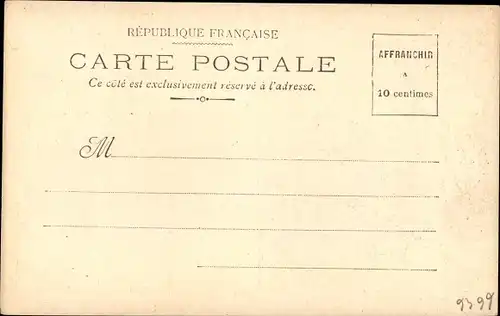 RÉPUBLIQUE FRANÇAISE
CARTE POSTALE
Ce côté est exclusivement réservé à l'adresse.
AFFRANCHIR
A
10 centimes
M
9399